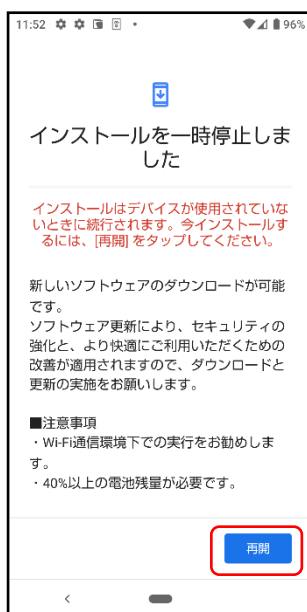 11:52
96%
インストールを一時停止しま
した
インストールはデバイスが使用されていな
いときに続行されます。今インストールす
るには、[再開] をタップしてください。
新しいソフトウェアのダウンロードが可能
です。
ソフトウェア更新により、セキュリティの
強化と、より快適にご利用いただくための
改善が適用されますので、ダウンロードと
更新の実施をお願いします。
■注意事項
・Wi-Fi通信環境下での実行をお勧めしま
す。
・40%以上の電池残量が必要です。
再開